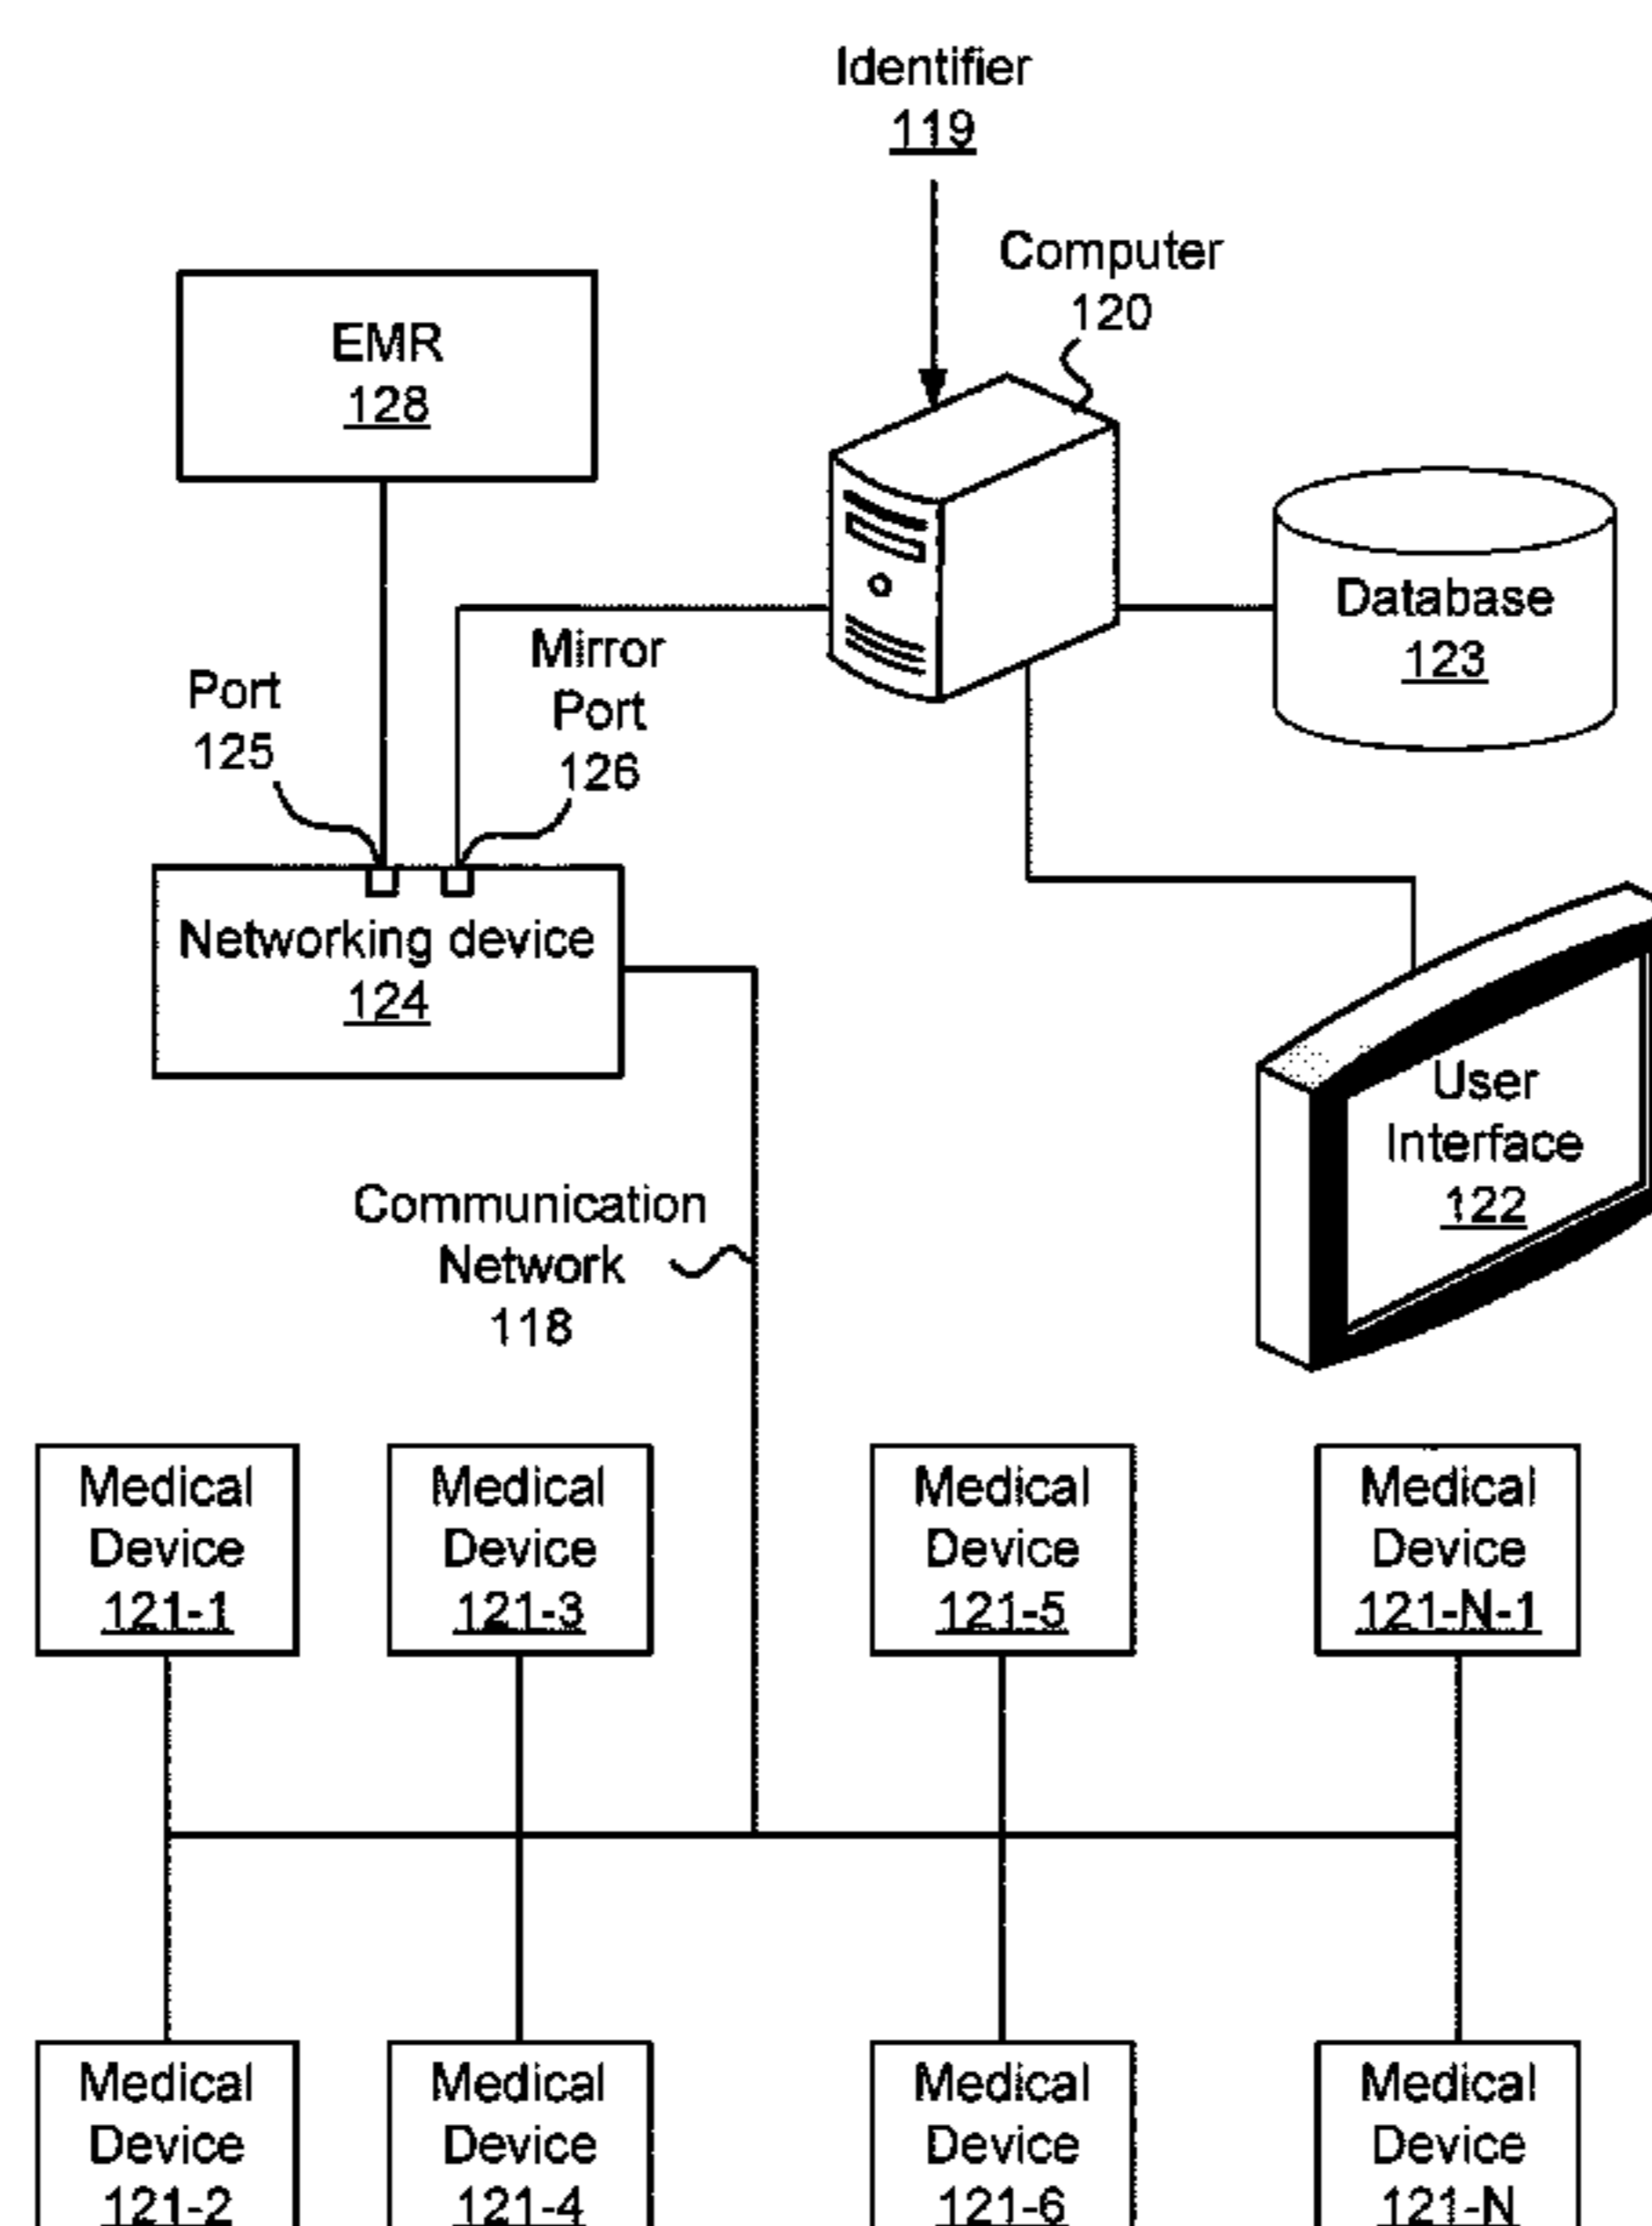 Identifier
119
Computer
120
EMR
128
Database
123
Mirror
Port
126
Port
125
Networking device
124
User
Interface
122
Communication
Network
118
Medical
Device
121-1
Medical
Device
121-3
Medical
Device
121-5
Medical
Device
121-N-1
Medical
Device
121-2
Medical
Device
121-4
Medical
Device
121-6
Medical
Device
121-N